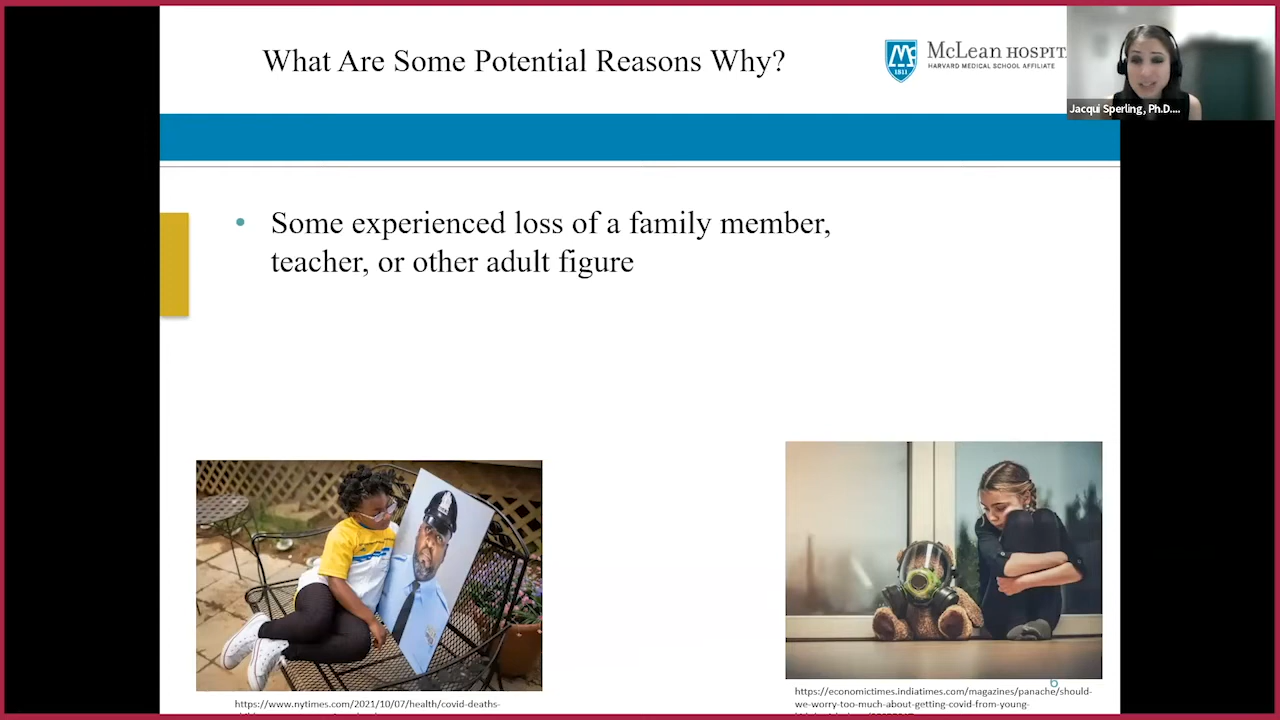 What Are Some Potential Reasons Why?
McLean HOSPIT
HARVARD MEDICAL SCHOOL AFFILIATE
1811
Jacqui Sperling, Ph.D....
• Some experienced loss of a family member,
teacher, or other adult figure
https://www.nytimes.com/2021/10/07/health/covid-deaths-
6
https://economictimes.indiatimes.com/magazines/panache/should-
we-worry-too-much-about-getting-covid-from-young-